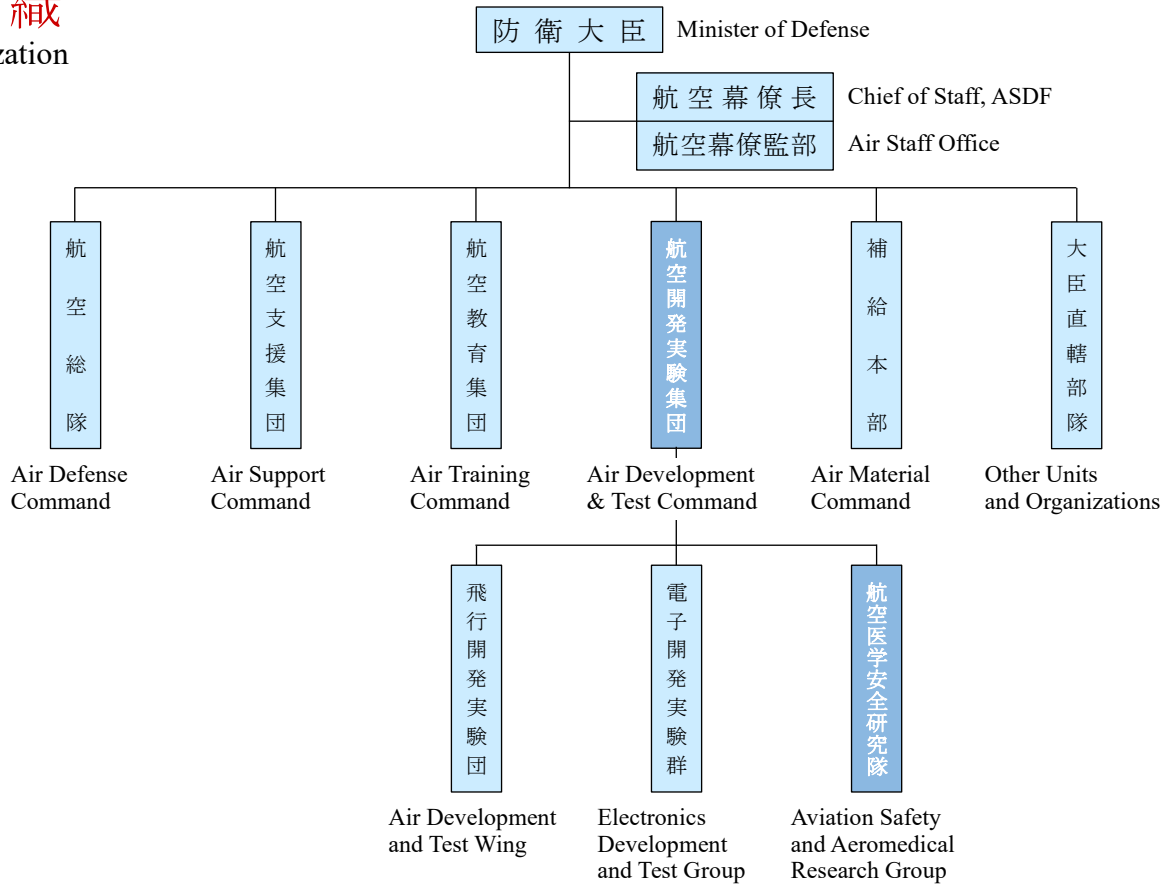 織
zation
防衛大臣
Minister of Defense
航空幕僚長
Chief of Staff, ASDF
航空幕僚監部
Air Staff Office
航空総隊
航空支援集団
航空教育集団
航空開発実験集団
補給本部
大臣直轄部隊
Air Defense
Command
Air Support
Command
Air Training
Command
Air Development
& Test Command
Air Material
Command
Other Units
and Organizations
飛行開発実験団
電子開発実験群
航空医学安全研究隊
Air Development
and Test Wing
Electronics
Development
and Test Group
Aviation Safety
and Aeromedical
Research Group